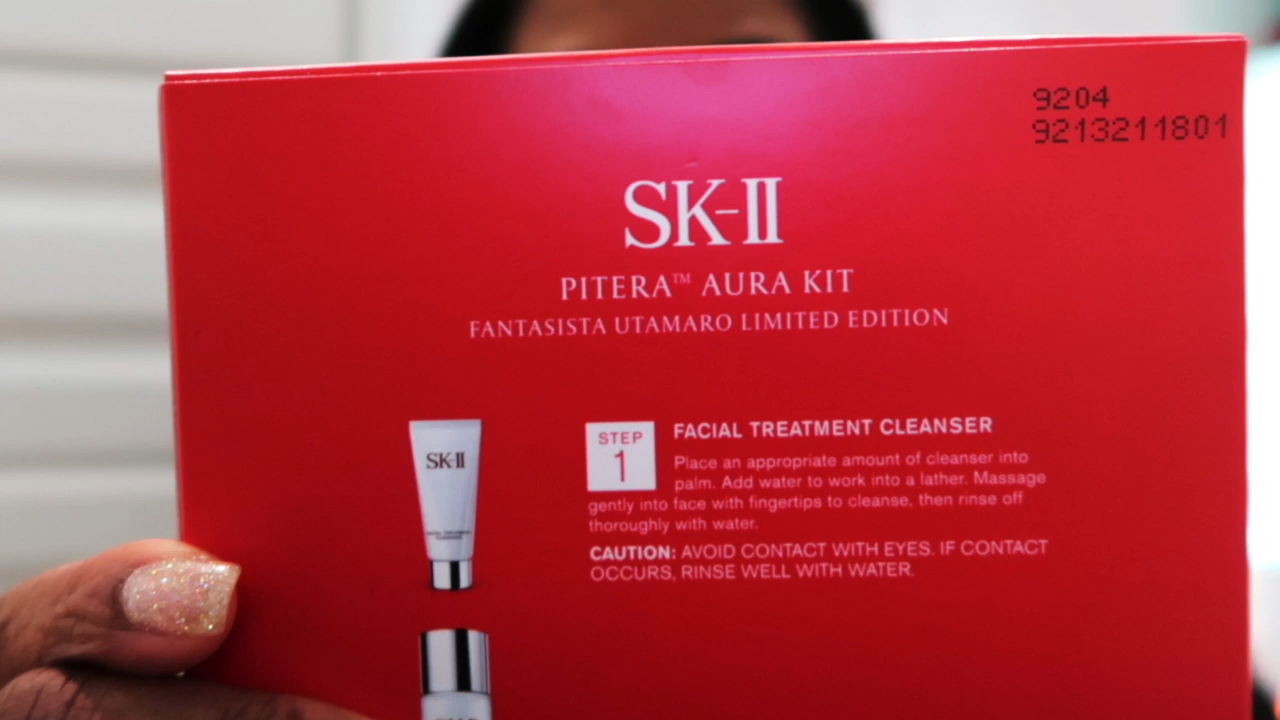 9204
9213211801
SK-II
PITERA™ AURA KIT
FANTASISTA UTAMARO LIMITED EDITION
SK-II
FACIAL TREATMENT
CLEANSER
STEP
1
FACIAL TREATMENT CLEANSER
Place an appropriate amount of cleanser into
palm. Add water to work into a lather. Massage
gently into face with fingertips to cleanse, then rinse off
thoroughly with water.
CAUTION: AVOID CONTACT WITH EYES. IF CONTACT
OCCURS, RINSE WELL WITH WATER.